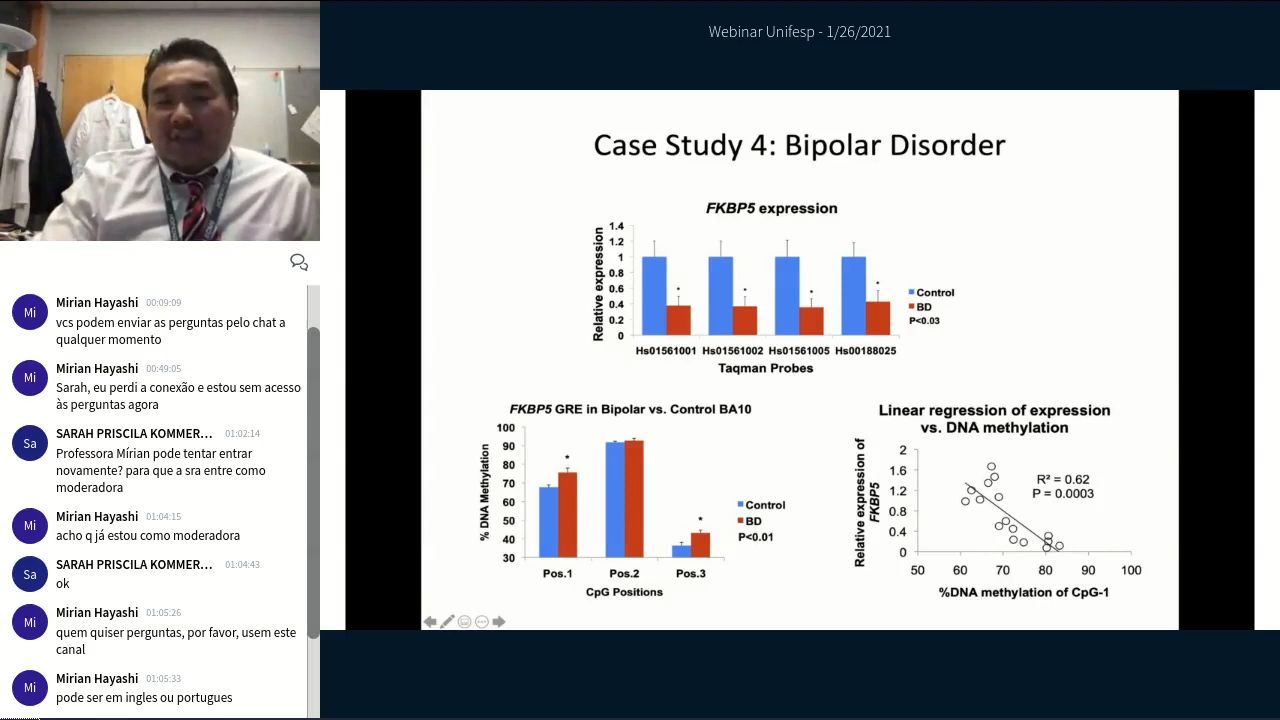 Webinar Unifesp - 1/26/2021
Mi
Mirian Hayashi 00:09:09
vcs podem enviar as perguntas pelo chat a
qualquer momento
Mi
Mirian Hayashi 00:49:05
Sarah, eu perdi a conexão e estou sem acesso
às perguntas agora
Sa
SARAH PRISCILA KOMMER... 01:02:14
Professora Mírian pode tentar entrar
novamente? para que a sra entre como
moderadora
Mi
Mirian Hayashi 01:04:15
acho q já estou como moderadora
Sa
SARAH PRISCILA KOMMER... 01:04:43
ok
Mi
Mirian Hayashi 01:05:26
quem quiser perguntas, por favor, usem este
canal
Mi
Mirian Hayashi 01:05:33
pode ser em ingles ou portugues
Case Study 4: Bipolar Disorder
FKBP5 expression
Relative expression
1.4
1.2
1
0.8
0.6
0.4
0.2
0
* * * *
Hs01561001 Hs01561002 Hs01561005 Hs00188025
Taqman Probes
Control
BD
P<0.03
FKBP5 GRE in Bipolar vs. Control BA10
% DNA Methylation
100
90
80
70
60
50
40
30
* *
Pos.1 Pos.2 Pos.3
CpG Positions
Control
BD
P<0.01
Linear regression of expression
vs. DNA methylation
Relative expression of
FKBP5
2
1.6
1.2
0.8
0.4
0
R² = 0.62
P = 0.0003
50 60 70 80 90 100
%DNA methylation of CpG-1